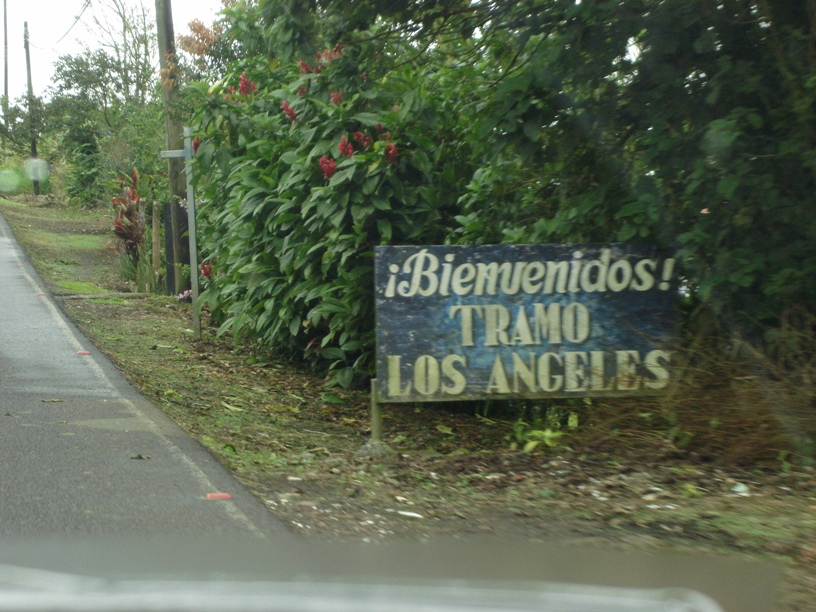 ¡Bienvenidos!
TRAMO
LOS ANGELES